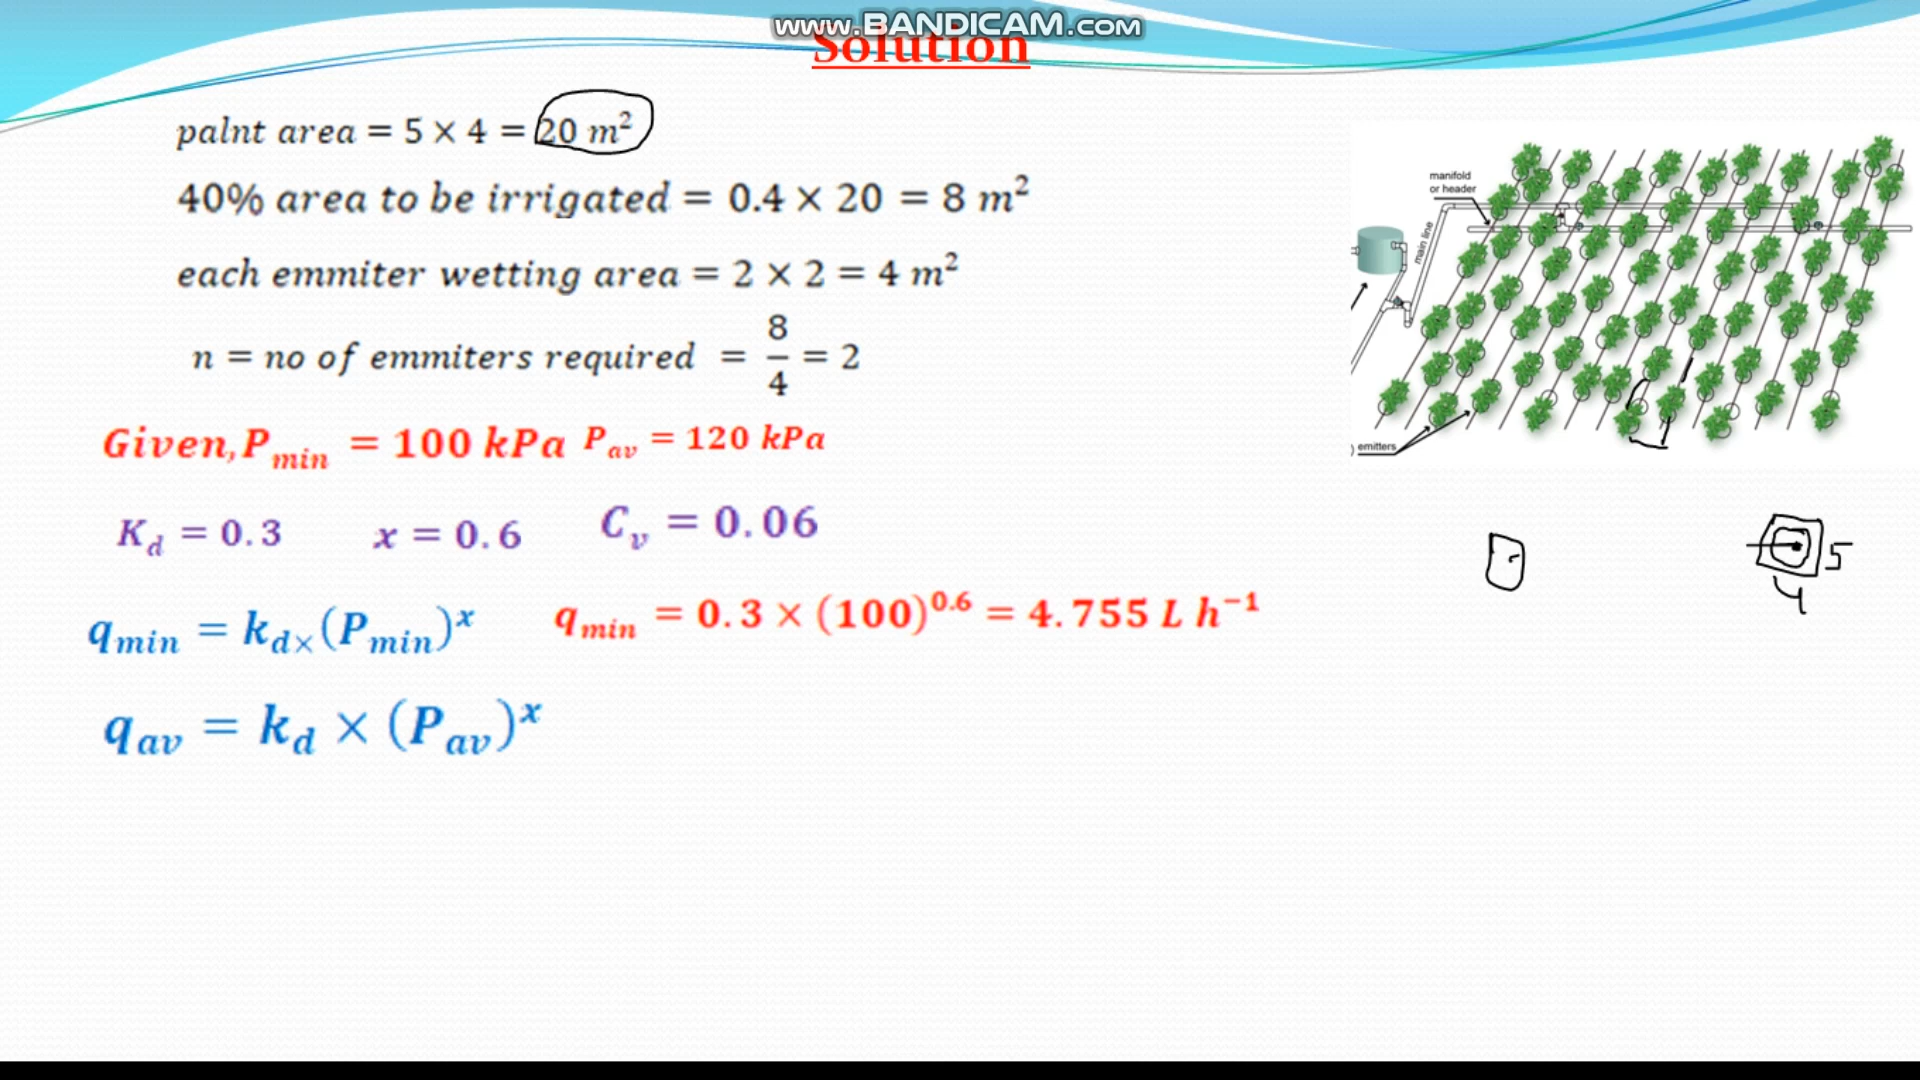 www.BANDICAM.com
Solution
palnt area = 5 × 4 = 20 m²
40% area to be irrigated = 0.4 × 20 = 8 m²
each emmiter wetting area = 2 × 2 = 4 m²
n = no of emmiters required = 8/4 = 2
Given, P_min = 100 kPa P_av = 120 kPa
K_d = 0.3 x = 0.6 C_v = 0.06
q_min = k_d× (P_min)^x q_min = 0.3 × (100)^0.6 = 4.755 L h⁻¹
q_av = k_d × (P_av)^x
manifold
or header
main line
) emitters
5
4